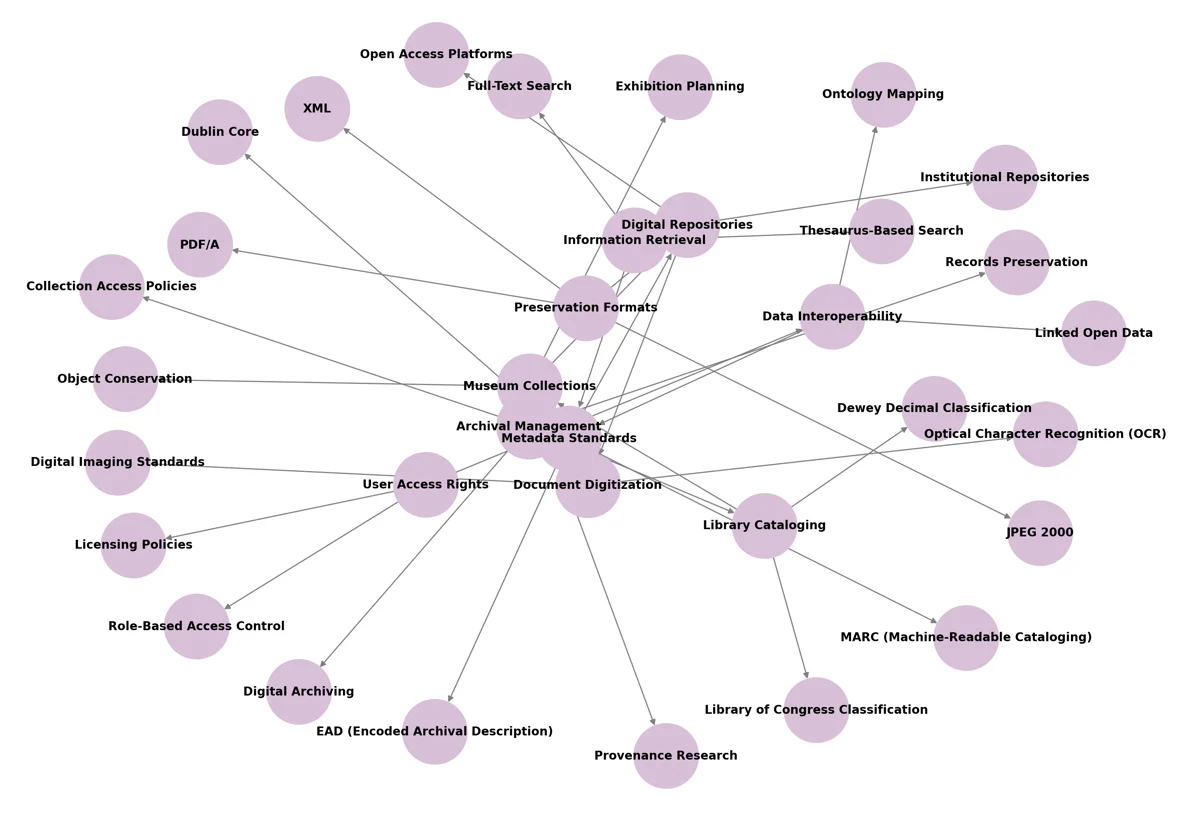 Open Access Platforms
Full-Text Search
Exhibition Planning
Ontology Mapping
XML
Dublin Core
Institutional Repositories
Digital Repositories
Thesaurus-Based Search
Information Retrieval
PDF/A
Records Preservation
Collection Access Policies
Preservation Formats
Data Interoperability
Linked Open Data
Object Conservation
Museum Collections
Dewey Decimal Classification
Archival Management
Optical Character Recognition (OCR)
Metadata Standards
Digital Imaging Standards
User Access Rights
Document Digitization
Library Cataloging
JPEG 2000
Licensing Policies
Role-Based Access Control
MARC (Machine-Readable Cataloging)
Digital Archiving
Library of Congress Classification
EAD (Encoded Archival Description)
Provenance Research